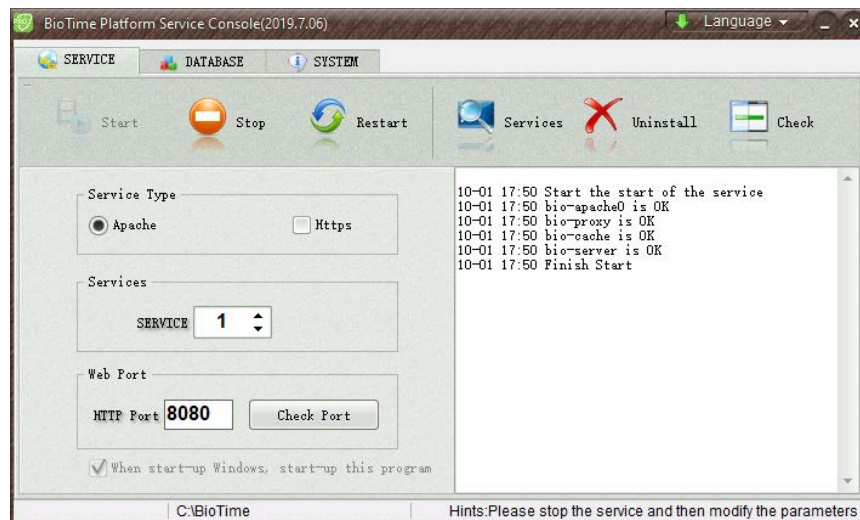 BioTime Platform Service Console(2019.7.06)
Language
SERVICE
DATABASE
SYSTEM
Start
Stop
Restart
Services
Uninstall
Check
Service Type
Apache
Https
Services
SERVICE 1
Web Port
HTTP Port 8080
Check Port
When start-up Windows, start-up this program
10-01 17:50 Start the start of the service
10-01 17:50 bio-apache0 is OK
10-01 17:50 bio-proxy is OK
10-01 17:50 bio-cache is OK
10-01 17:50 bio-server is OK
10-01 17:50 Finish Start
C:\BioTime
Hints:Please stop the service and then modify the parameters